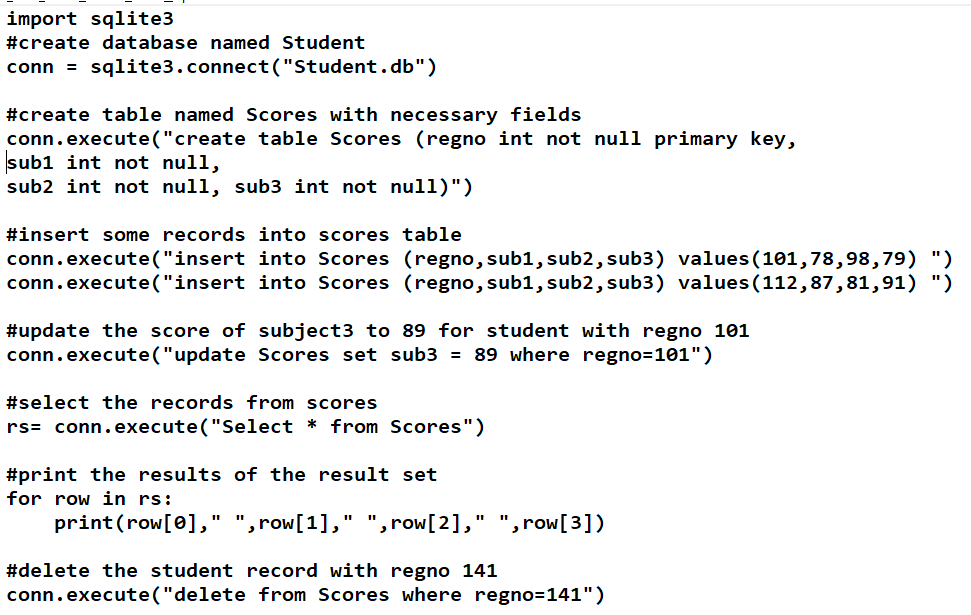 import sqlite3
#create database named Student
conn = sqlite3.connect("Student.db")
#create table named Scores with necessary fields
conn.execute("create table Scores (regno int not null primary key,
sub1 int not null,
sub2 int not null, sub3 int not null)")
#insert some records into scores table
conn.execute("insert into Scores (regno,sub1,sub2,sub3) values(101,78,98,79) ")
conn.execute("insert into Scores (regno,sub1,sub2,sub3) values(112,87,81,91) ")
#update the score of subject3 to 89 for student with regno 101
conn.execute("update Scores set sub3 = 89 where regno=101")
#select the records from scores
rs= conn.execute("Select * from Scores")
#print the results of the result set
for row in rs:
    print(row[0]," ",row[1]," ",row[2]," ",row[3])
#delete the student record with regno 141
conn.execute("delete from Scores where regno=141")